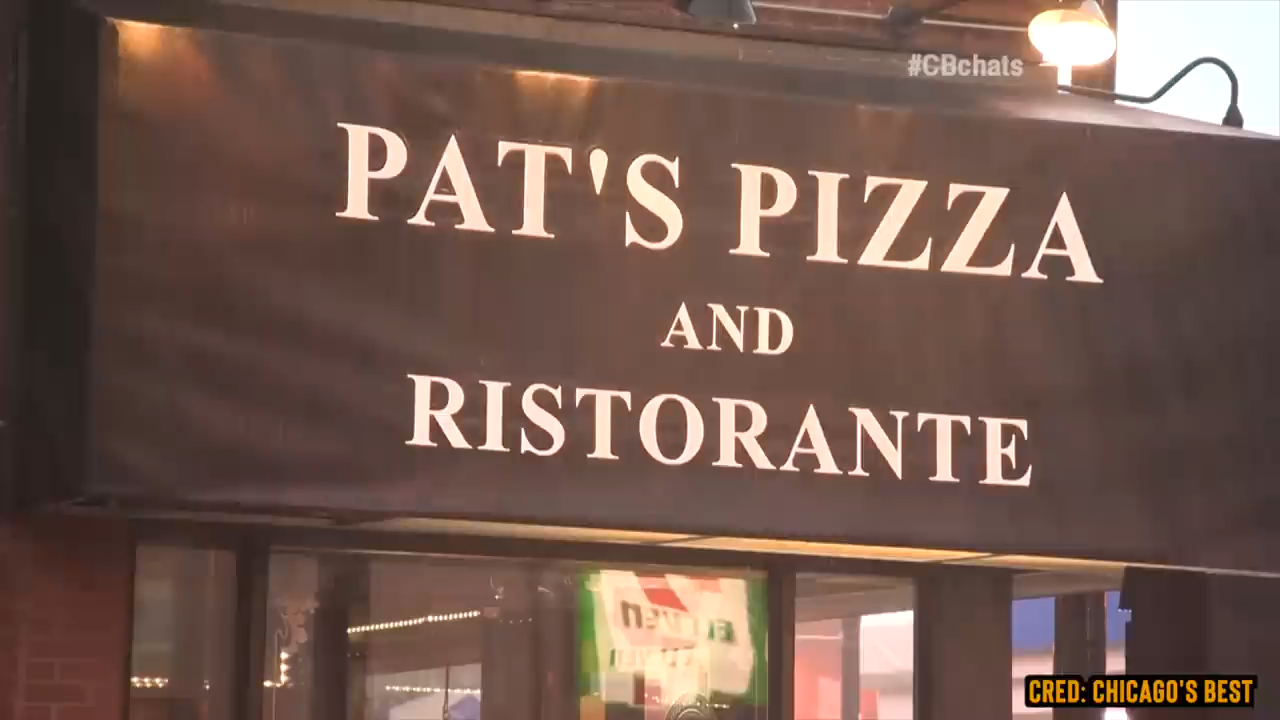 #CBchats
PAT'S PIZZA
AND
RISTORANTE
CRED: CHICAGO'S BEST